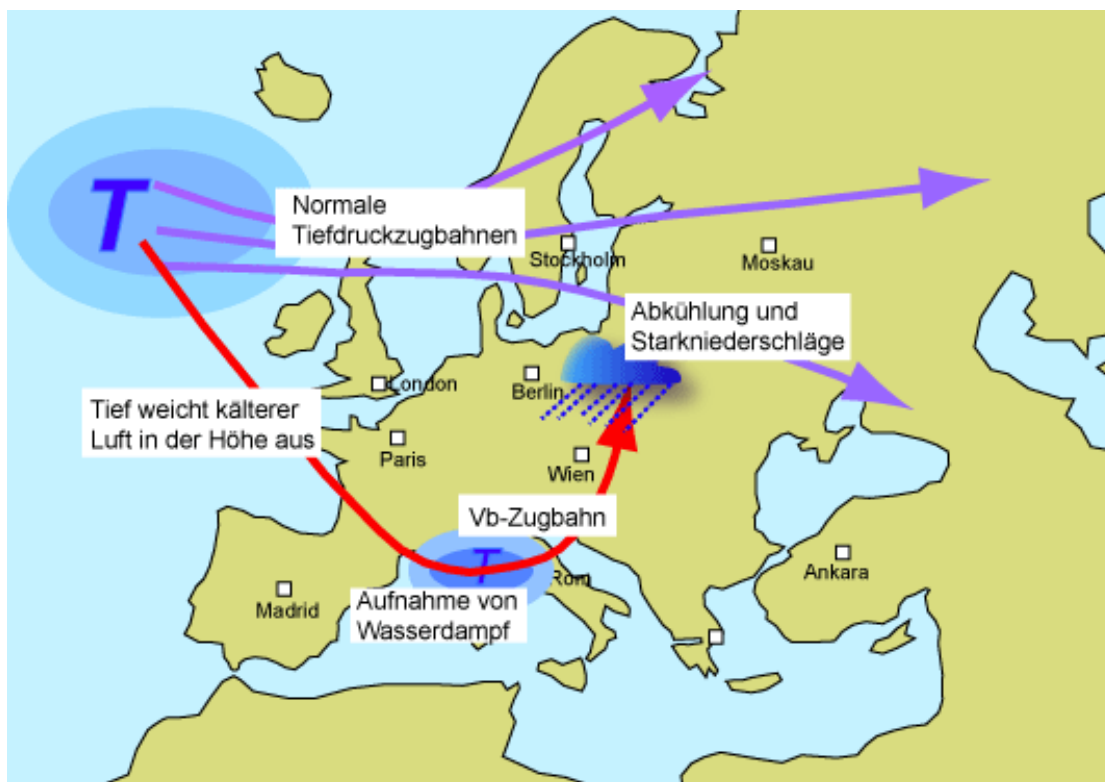 T
Normale
Tiefdruckzugbahnen
Stockholm
Moskau
Abkühlung und
Starkniederschläge
London
Berlin
Tief weicht kälterer
Luft in der Höhe aus
Paris
Wien
Vb-Zugbahn
T
Rom
Ankara
Madrid
Aufnahme von
Wasserdampf